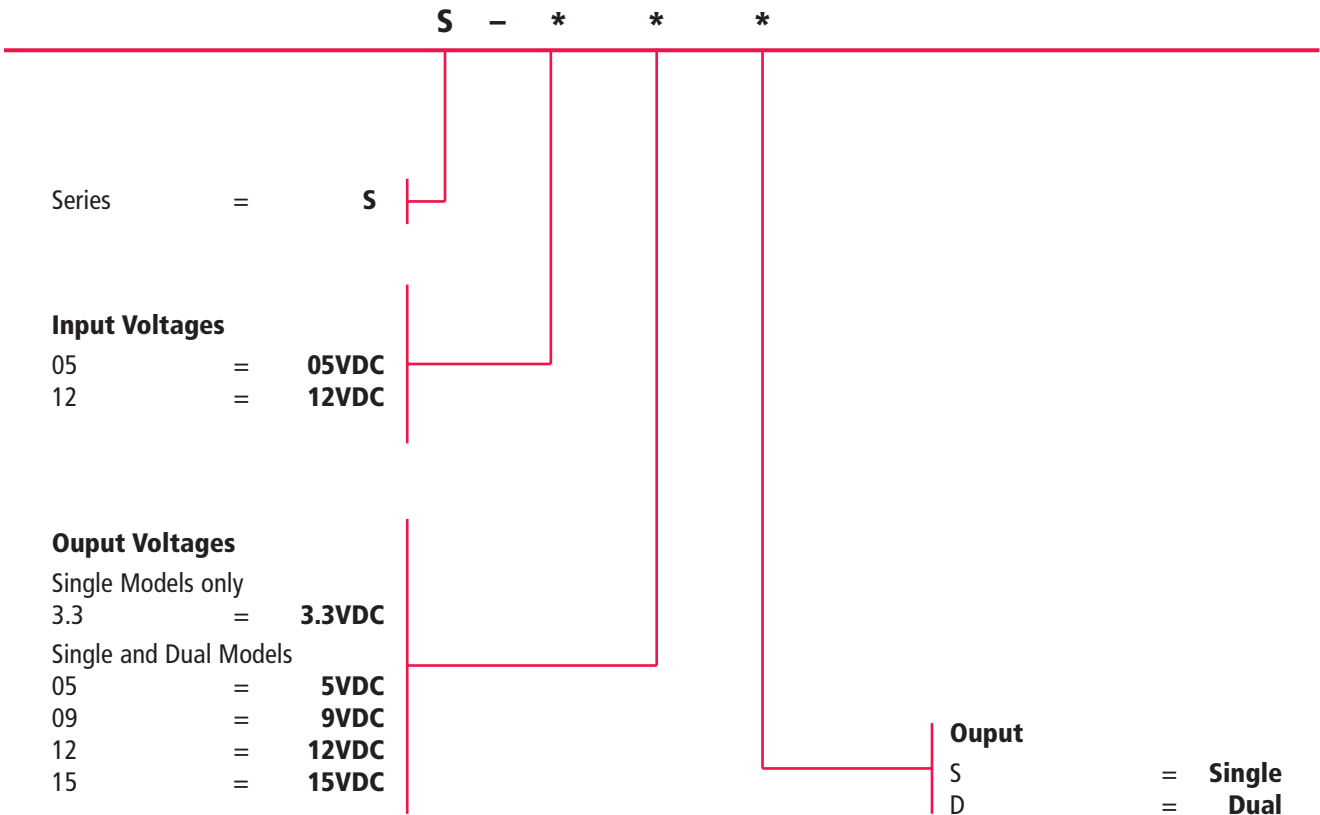 S – * * *
Series = S
Input Voltages
05 = 05VDC
12 = 12VDC
Ouput Voltages
Single Models only
3.3 = 3.3VDC
Single and Dual Models
05 = 5VDC
09 = 9VDC
12 = 12VDC
15 = 15VDC
Ouput
S = Single
D = Dual